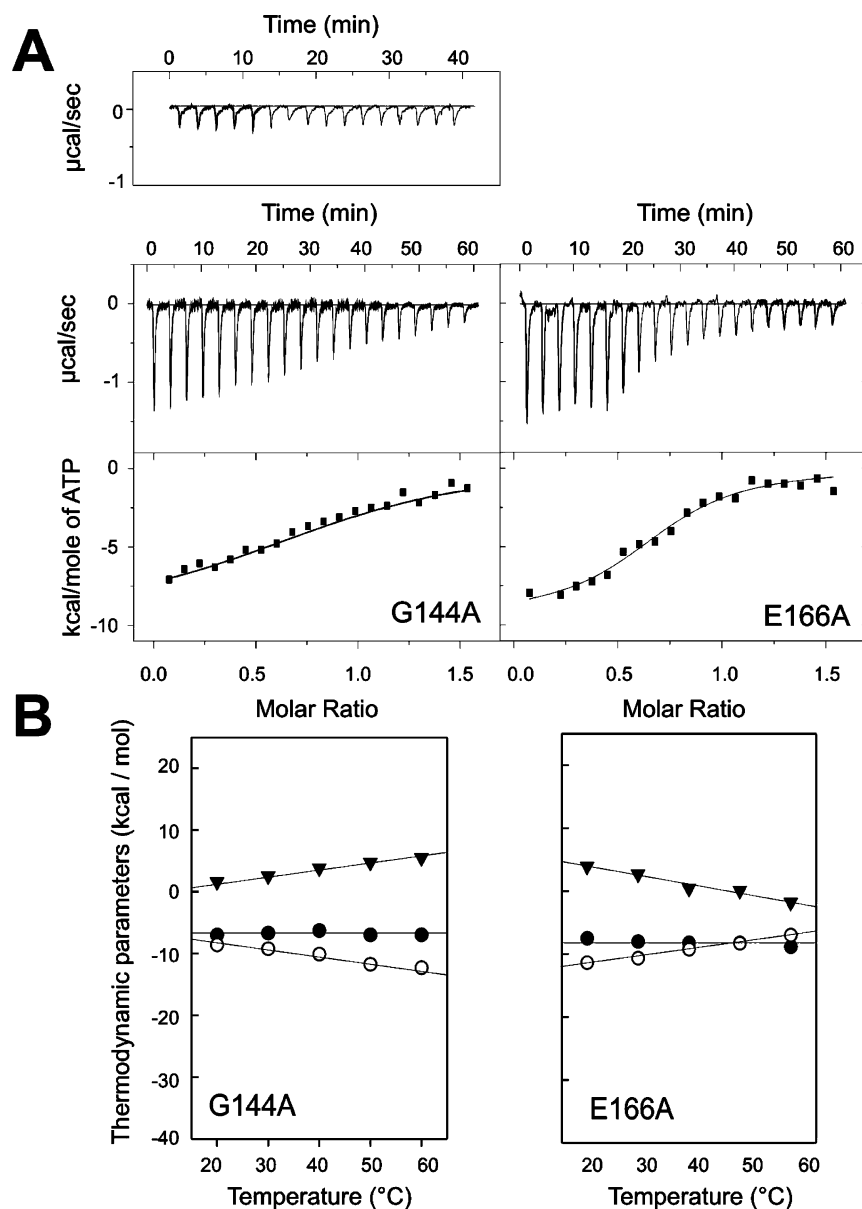 A
Time (min)
0 10 20 30 40
µcal/sec
0
-1
Time (min) Time (min)
0 10 20 30 40 50 60 0 10 20 30 40 50 60
µcal/sec
0
-1
kcal/mole of ATP
0
-5
-10
G144A E166A
0.0 0.5 1.0 1.5 0.0 0.5 1.0 1.5
Molar Ratio Molar Ratio
B
Thermodynamic parameters (kcal / mol)
20
10
0
-10
-20
-30
-40
G144A E166A
20 30 40 50 60 20 30 40 50 60
Temperature (°C) Temperature (°C)